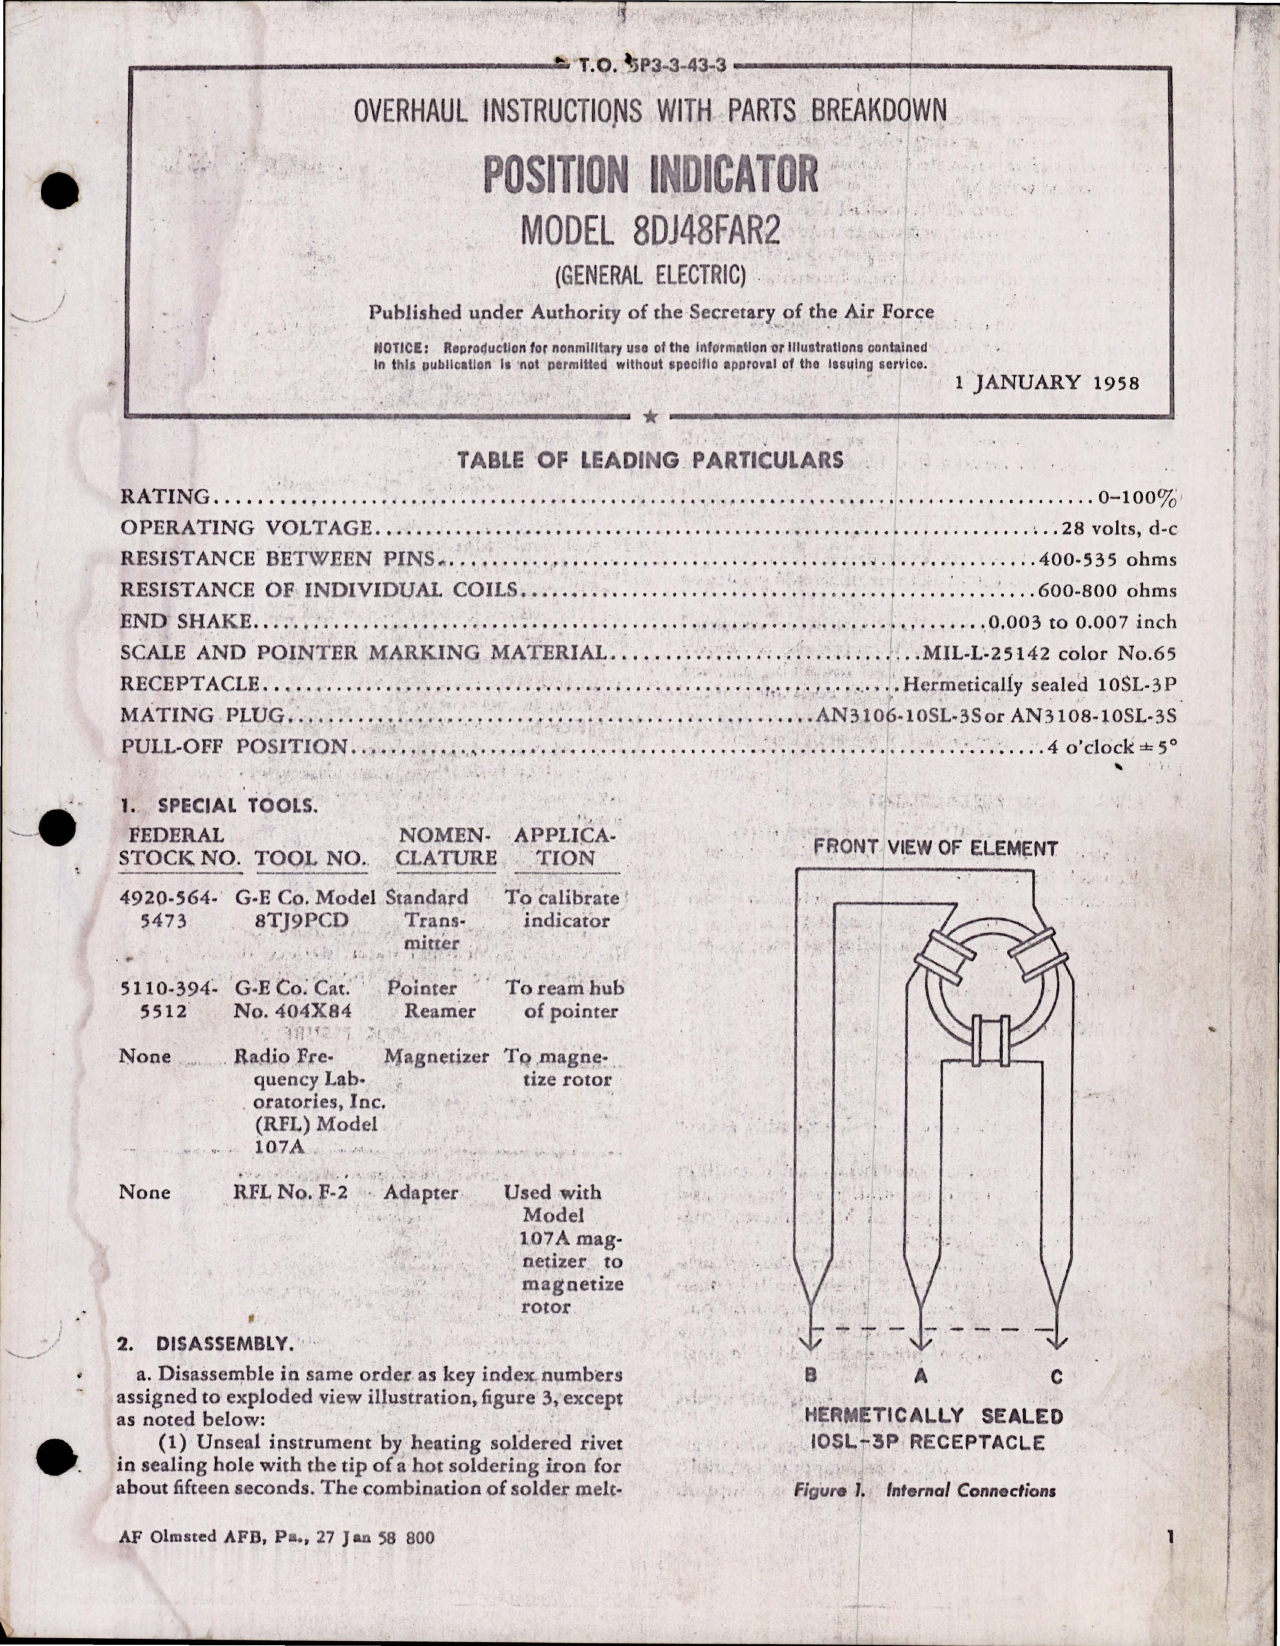 T.O. 5P3-3-43-3
OVERHAUL INSTRUCTIONS WITH PARTS BREAKDOWN
POSITION INDICATOR
MODEL 8DJ48FAR2
(GENERAL ELECTRIC)
Published under Authority of the Secretary of the Air Force
NOTICE: Reproduction for nonmilitary use of the information or illustrations contained
in this publication is not permitted without specific approval of the issuing service.
1 JANUARY 1958
TABLE OF LEADING PARTICULARS
RATING ... 0-100%
OPERATING VOLTAGE ... 28 volts, d-c
RESISTANCE BETWEEN PINS ... 400-535 ohms
RESISTANCE OF INDIVIDUAL COILS ... 600-800 ohms
END SHAKE ... 0.003 to 0.007 inch
SCALE AND POINTER MARKING MATERIAL ... MIL-L-25142 color No.65
RECEPTACLE ... Hermetically sealed 10SL-3P
MATING PLUG ... AN3106-10SL-3S or AN3108-10SL-3S
PULL-OFF POSITION ... 4 o'clock ± 5°
1. SPECIAL TOOLS.
FEDERAL NOMEN- APPLICA-
STOCK NO. TOOL NO. CLATURE TION
4920-564- G-E Co. Model Standard To calibrate
5473 8TJ9PCD Trans- indicator
mitter
5110-394- G-E Co. Cat. Pointer To ream hub
5512 No. 404X84 Reamer of pointer
None Radio Fre- Magnetizer To magne-
quency Lab- tize rotor
oratories, Inc.
(RFL) Model
107A
None RFL No. F-2 Adapter Used with
Model
107A mag-
netizer to
magnetize
rotor
2. DISASSEMBLY.
a. Disassemble in same order as key index numbers
assigned to exploded view illustration, figure 3, except
as noted below:
(1) Unseal instrument by heating soldered rivet
in sealing hole with the tip of a hot soldering iron for
about fifteen seconds. The combination of solder melt-
FRONT VIEW OF ELEMENT
B A C
HERMETICALLY SEALED
10SL-3P RECEPTACLE
Figure 1. Internal Connections
AF Olmsted AFB, Pa., 27 Jan 58 800
1